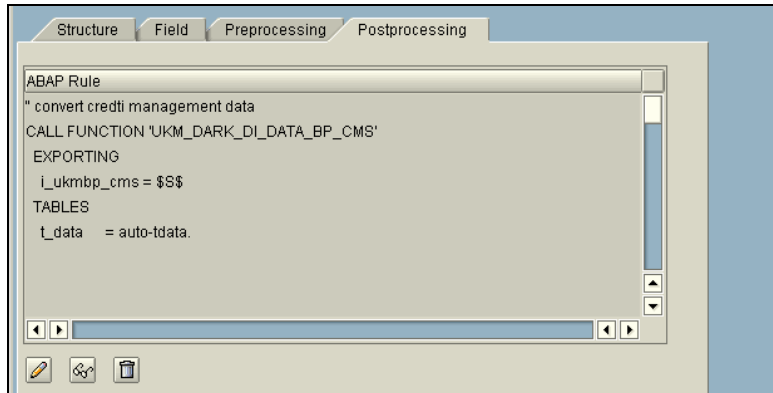 Structure Field Preprocessing Postprocessing
ABAP Rule
" convert credti management data
CALL FUNCTION 'UKM_DARK_DI_DATA_BP_CMS'
EXPORTING
i_ukmbp_cms = $S$
TABLES
t_data = auto-tdata.